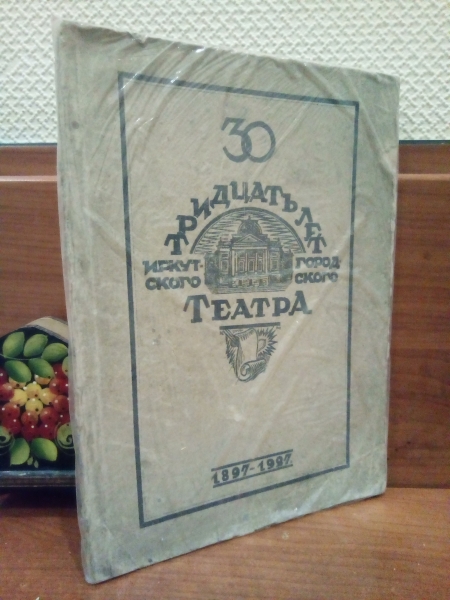 30
ТРИДЦАТЬ ЛЕТ
ИРКУТ-
СКОГО
ГОРОД-
СКОГО
ТЕАТРА
1897-1927